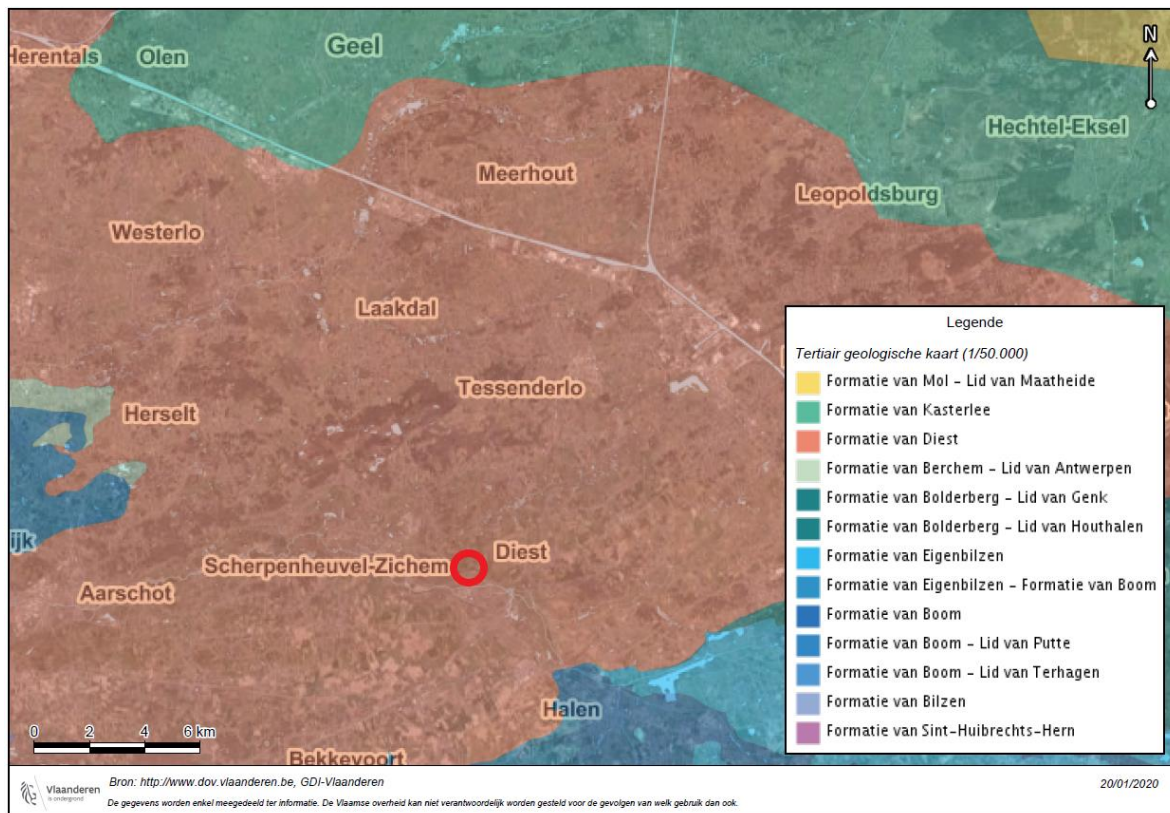 Herentals
Olen
Geel
N
Hechtel-Eksel
Meerhout
Leopoldsburg
Westerlo
Laakdal
Tessenderlo
Herselt
ijk
Diest
Scherpenheuvel-Zichem
Aarschot
Halen
Bekkevoort
0 2 4 6 km
Legende
Tertiair geologische kaart (1/50.000)
Formatie van Mol - Lid van Maatheide
Formatie van Kasterlee
Formatie van Diest
Formatie van Berchem - Lid van Antwerpen
Formatie van Bolderberg - Lid van Genk
Formatie van Bolderberg - Lid van Houthalen
Formatie van Eigenbilzen
Formatie van Eigenbilzen - Formatie van Boom
Formatie van Boom
Formatie van Boom - Lid van Putte
Formatie van Boom - Lid van Terhagen
Formatie van Bilzen
Formatie van Sint-Huibrechts-Hern
Vlaanderen
is ondergrond
Bron: http://www.dov.vlaanderen.be, GDI-Vlaanderen
20/01/2020
De gegevens worden enkel meegedeeld ter informatie. De Vlaamse overheid kan niet verantwoordelijk worden gesteld voor de gevolgen van welk gebruik dan ook.